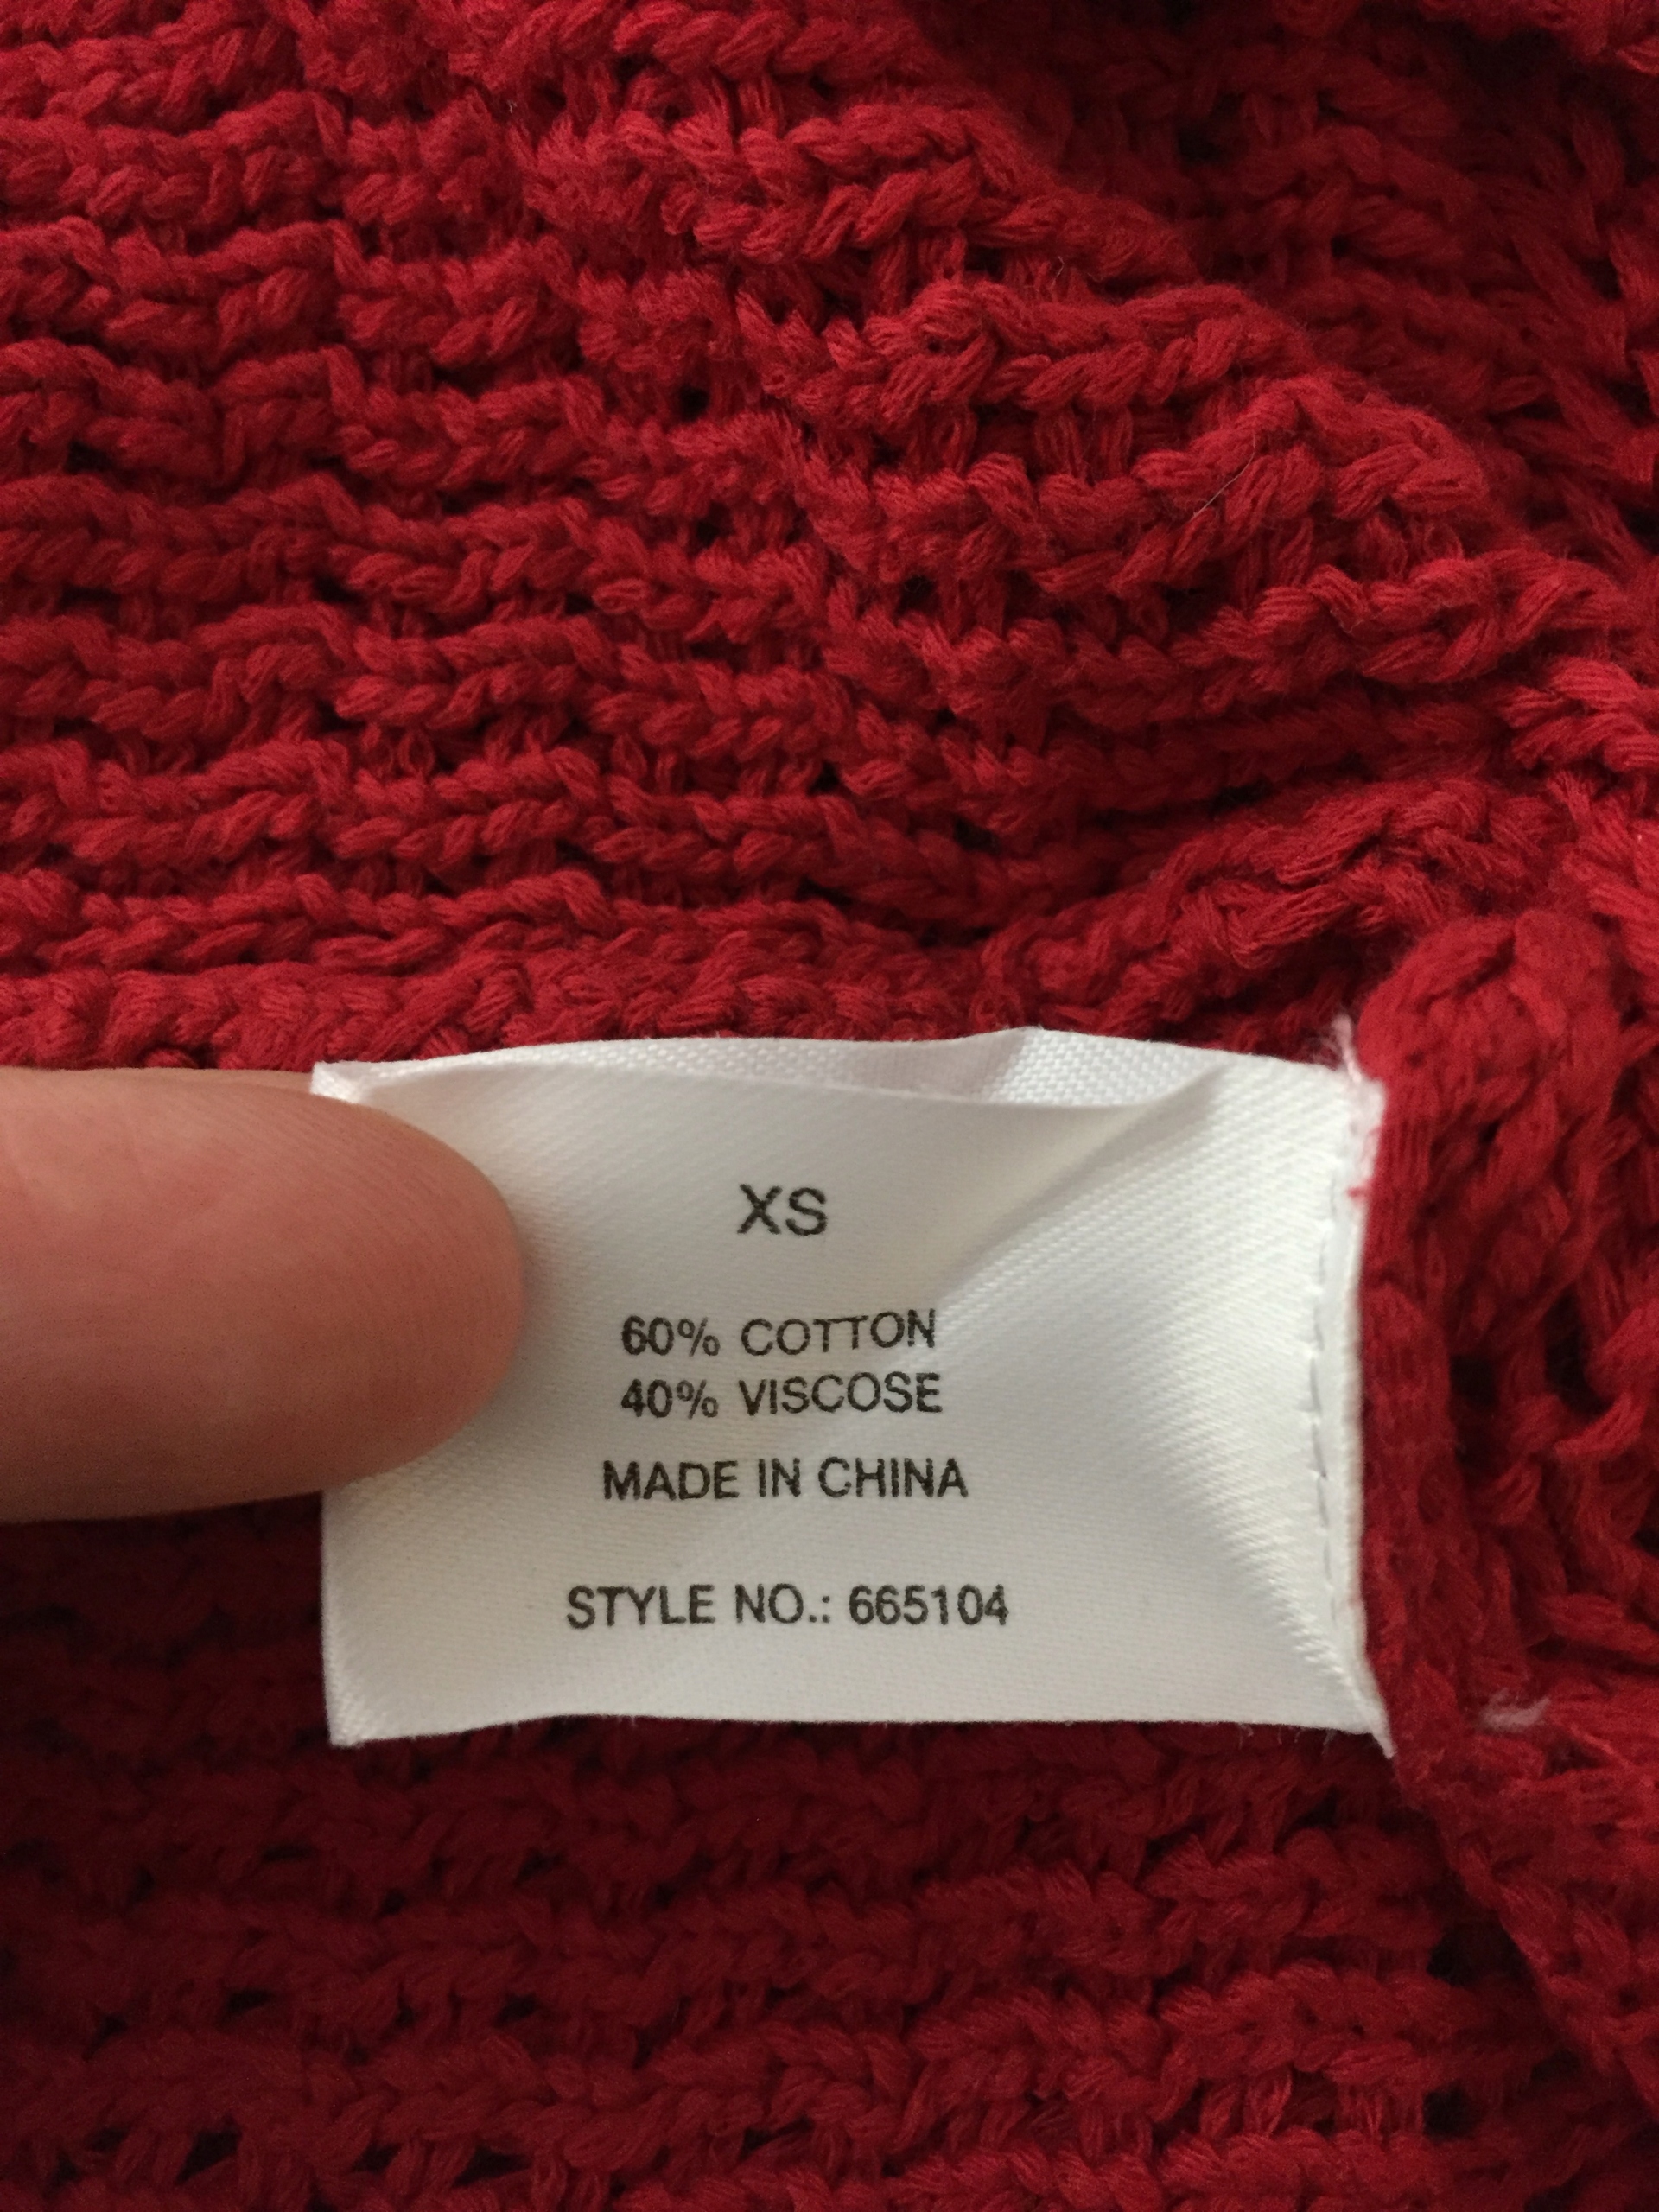 XS
60% COTTON
40% VISCOSE
MADE IN CHINA
STYLE NO.: 665104